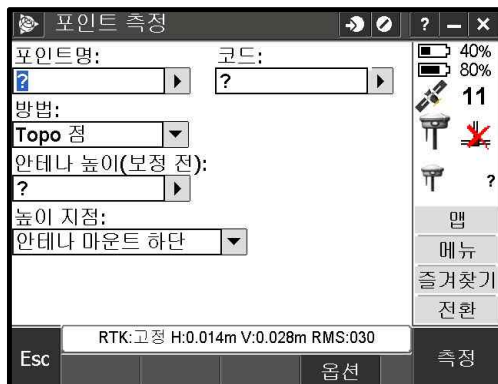 포인트 측정 ? — ×
포인트명: 코드:
? ?
방법:
Topo 점
안테나 높이(보정 전):
?
높이 지점:
안테나 마운트 하단
40%
80%
11
?
맵
메뉴
즐겨찾기
전환
RTK:고정 H:0.014m V:0.028m RMS:030
Esc 옵션 측정